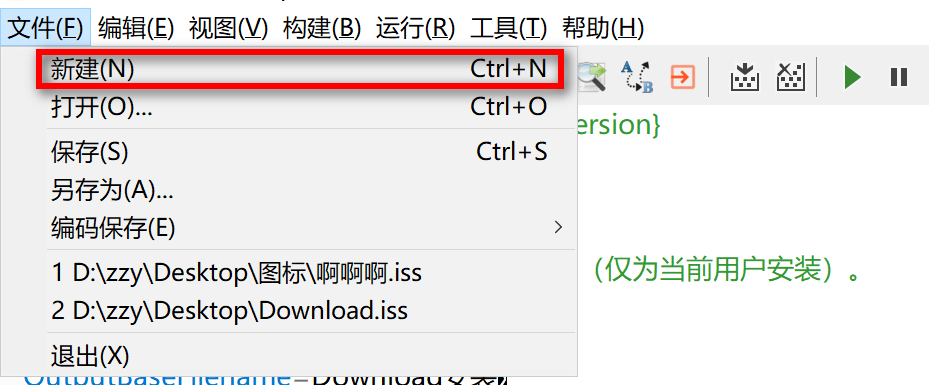 文件(F) 编辑(E) 视图(V) 构建(B) 运行(R) 工具(T) 帮助(H)
新建(N) Ctrl+N
打开(O)... Ctrl+O
ersion}
保存(S) Ctrl+S
另存为(A)...
编码保存(E)
1 D:\zzy\Desktop\图标\啊啊啊.iss
（仅为当前用户安装）。
2 D:\zzy\Desktop\Download.iss
退出(X)
OutputBaseFilename=Download安装